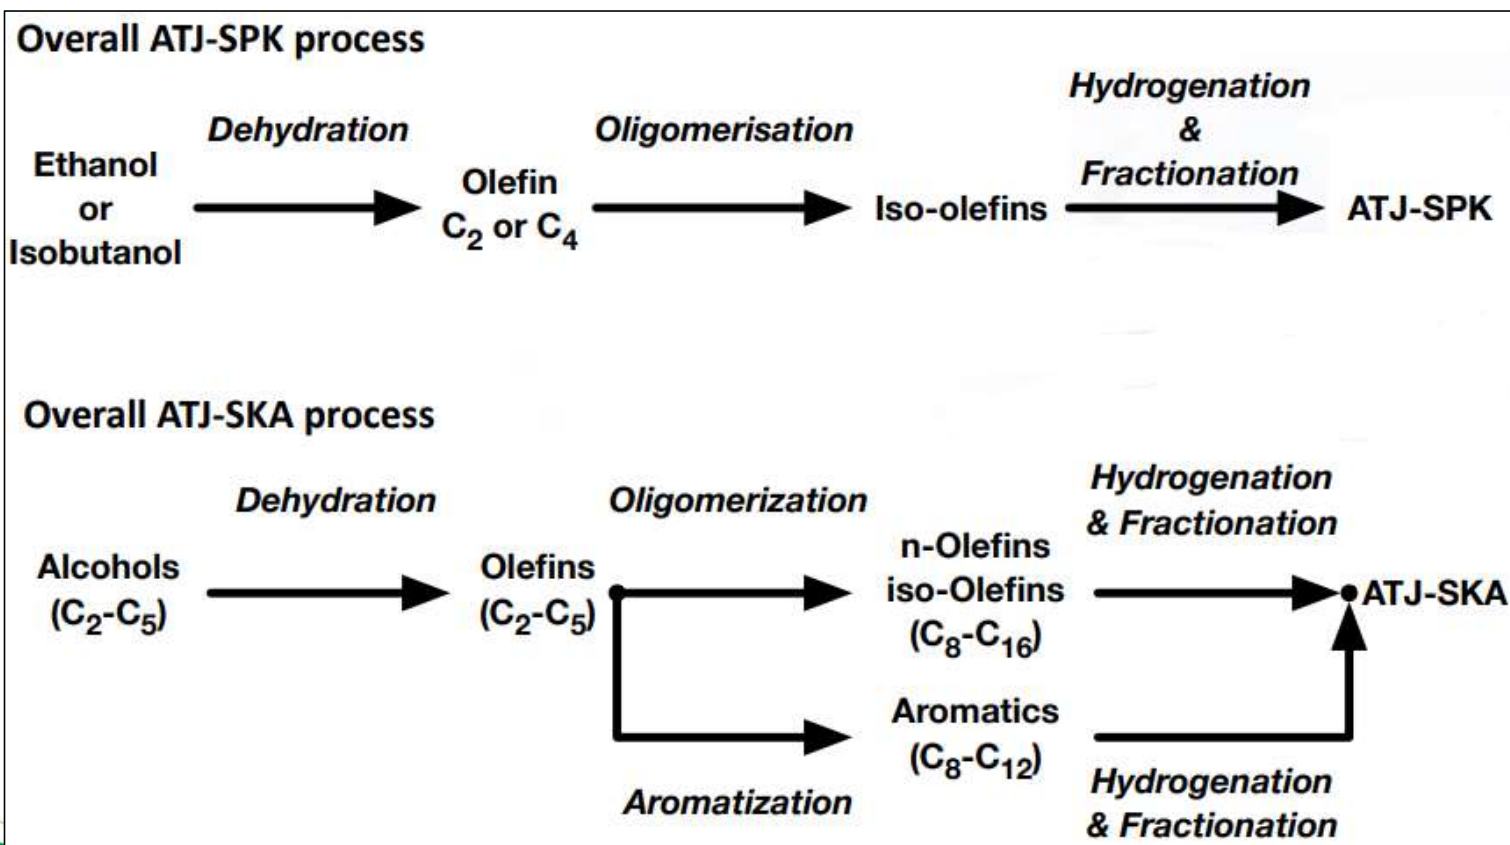 Overall ATJ-SPK process
Hydrogenation
&
Fractionation
Dehydration
Oligomerisation
Ethanol
or
Isobutanol
Olefin
C₂ or C₄
Iso-olefins
ATJ-SPK
Overall ATJ-SKA process
Dehydration
Oligomerization
Hydrogenation
& Fractionation
Alcohols
(C₂-C₅)
Olefins
(C₂-C₅)
n-Olefins
iso-Olefins
(C₈-C₁₆)
ATJ-SKA
Aromatics
(C₈-C₁₂)
Aromatization
Hydrogenation
& Fractionation